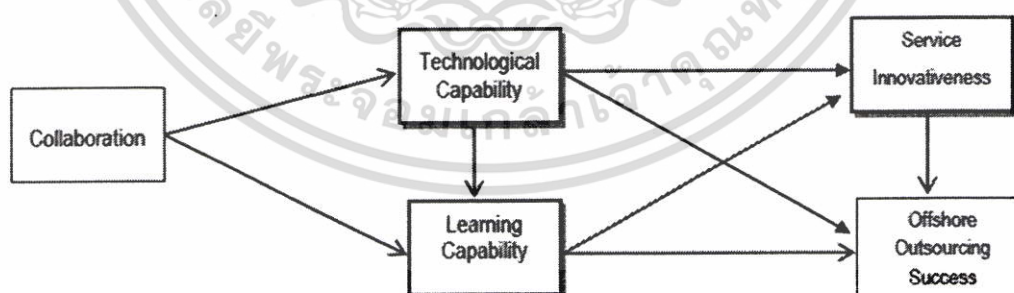 Collaboration
Technological
Capability
Learning
Capability
Service
Innovativeness
Offshore
Outsourcing
Success